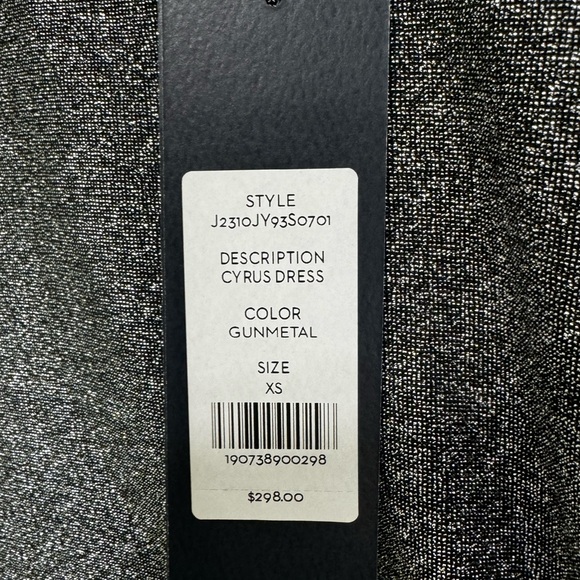 STYLE
J2310JY93S0701
DESCRIPTION
CYRUS DRESS
COLOR
GUNMETAL
SIZE
XS
190738900298
$298.00